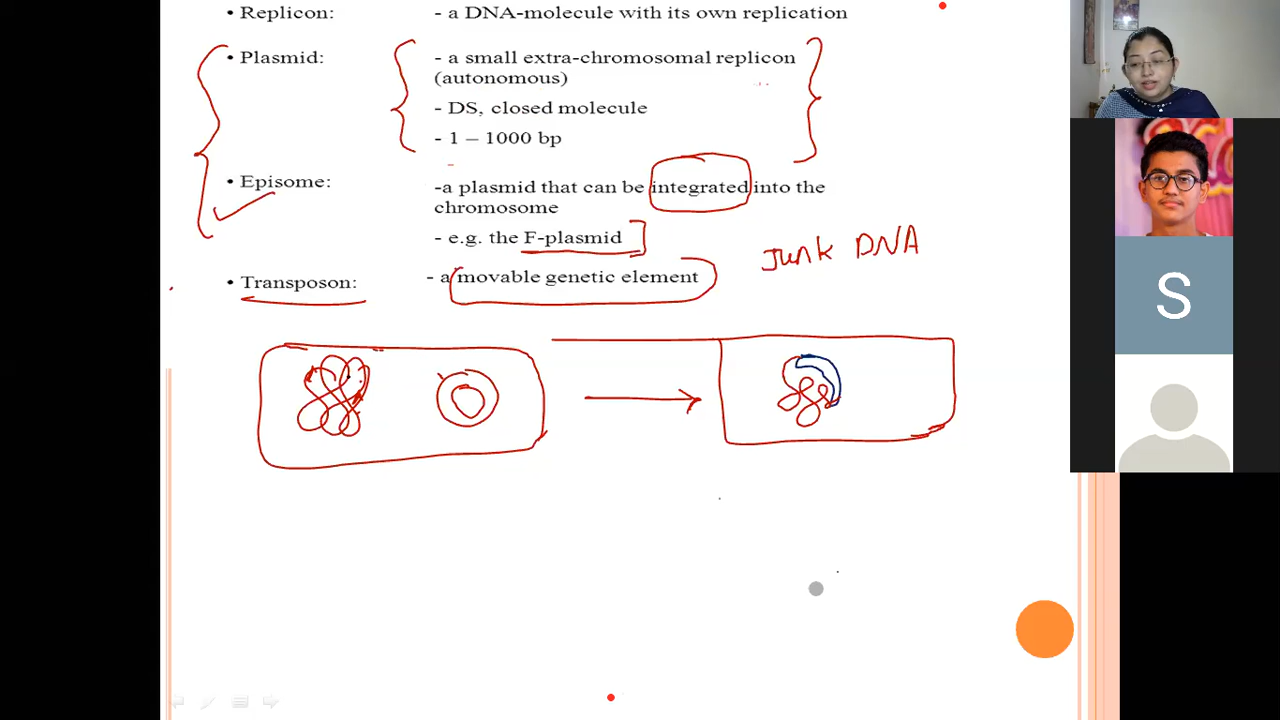 • Replicon: - a DNA-molecule with its own replication
• Plasmid: - a small extra-chromosomal replicon
(autonomous)
- DS, closed molecule
- 1 – 1000 bp
• Episome: -a plasmid that can be integrated into the
chromosome
- e.g. the F-plasmid
Junk DNA
• Transposon: - a movable genetic element
S